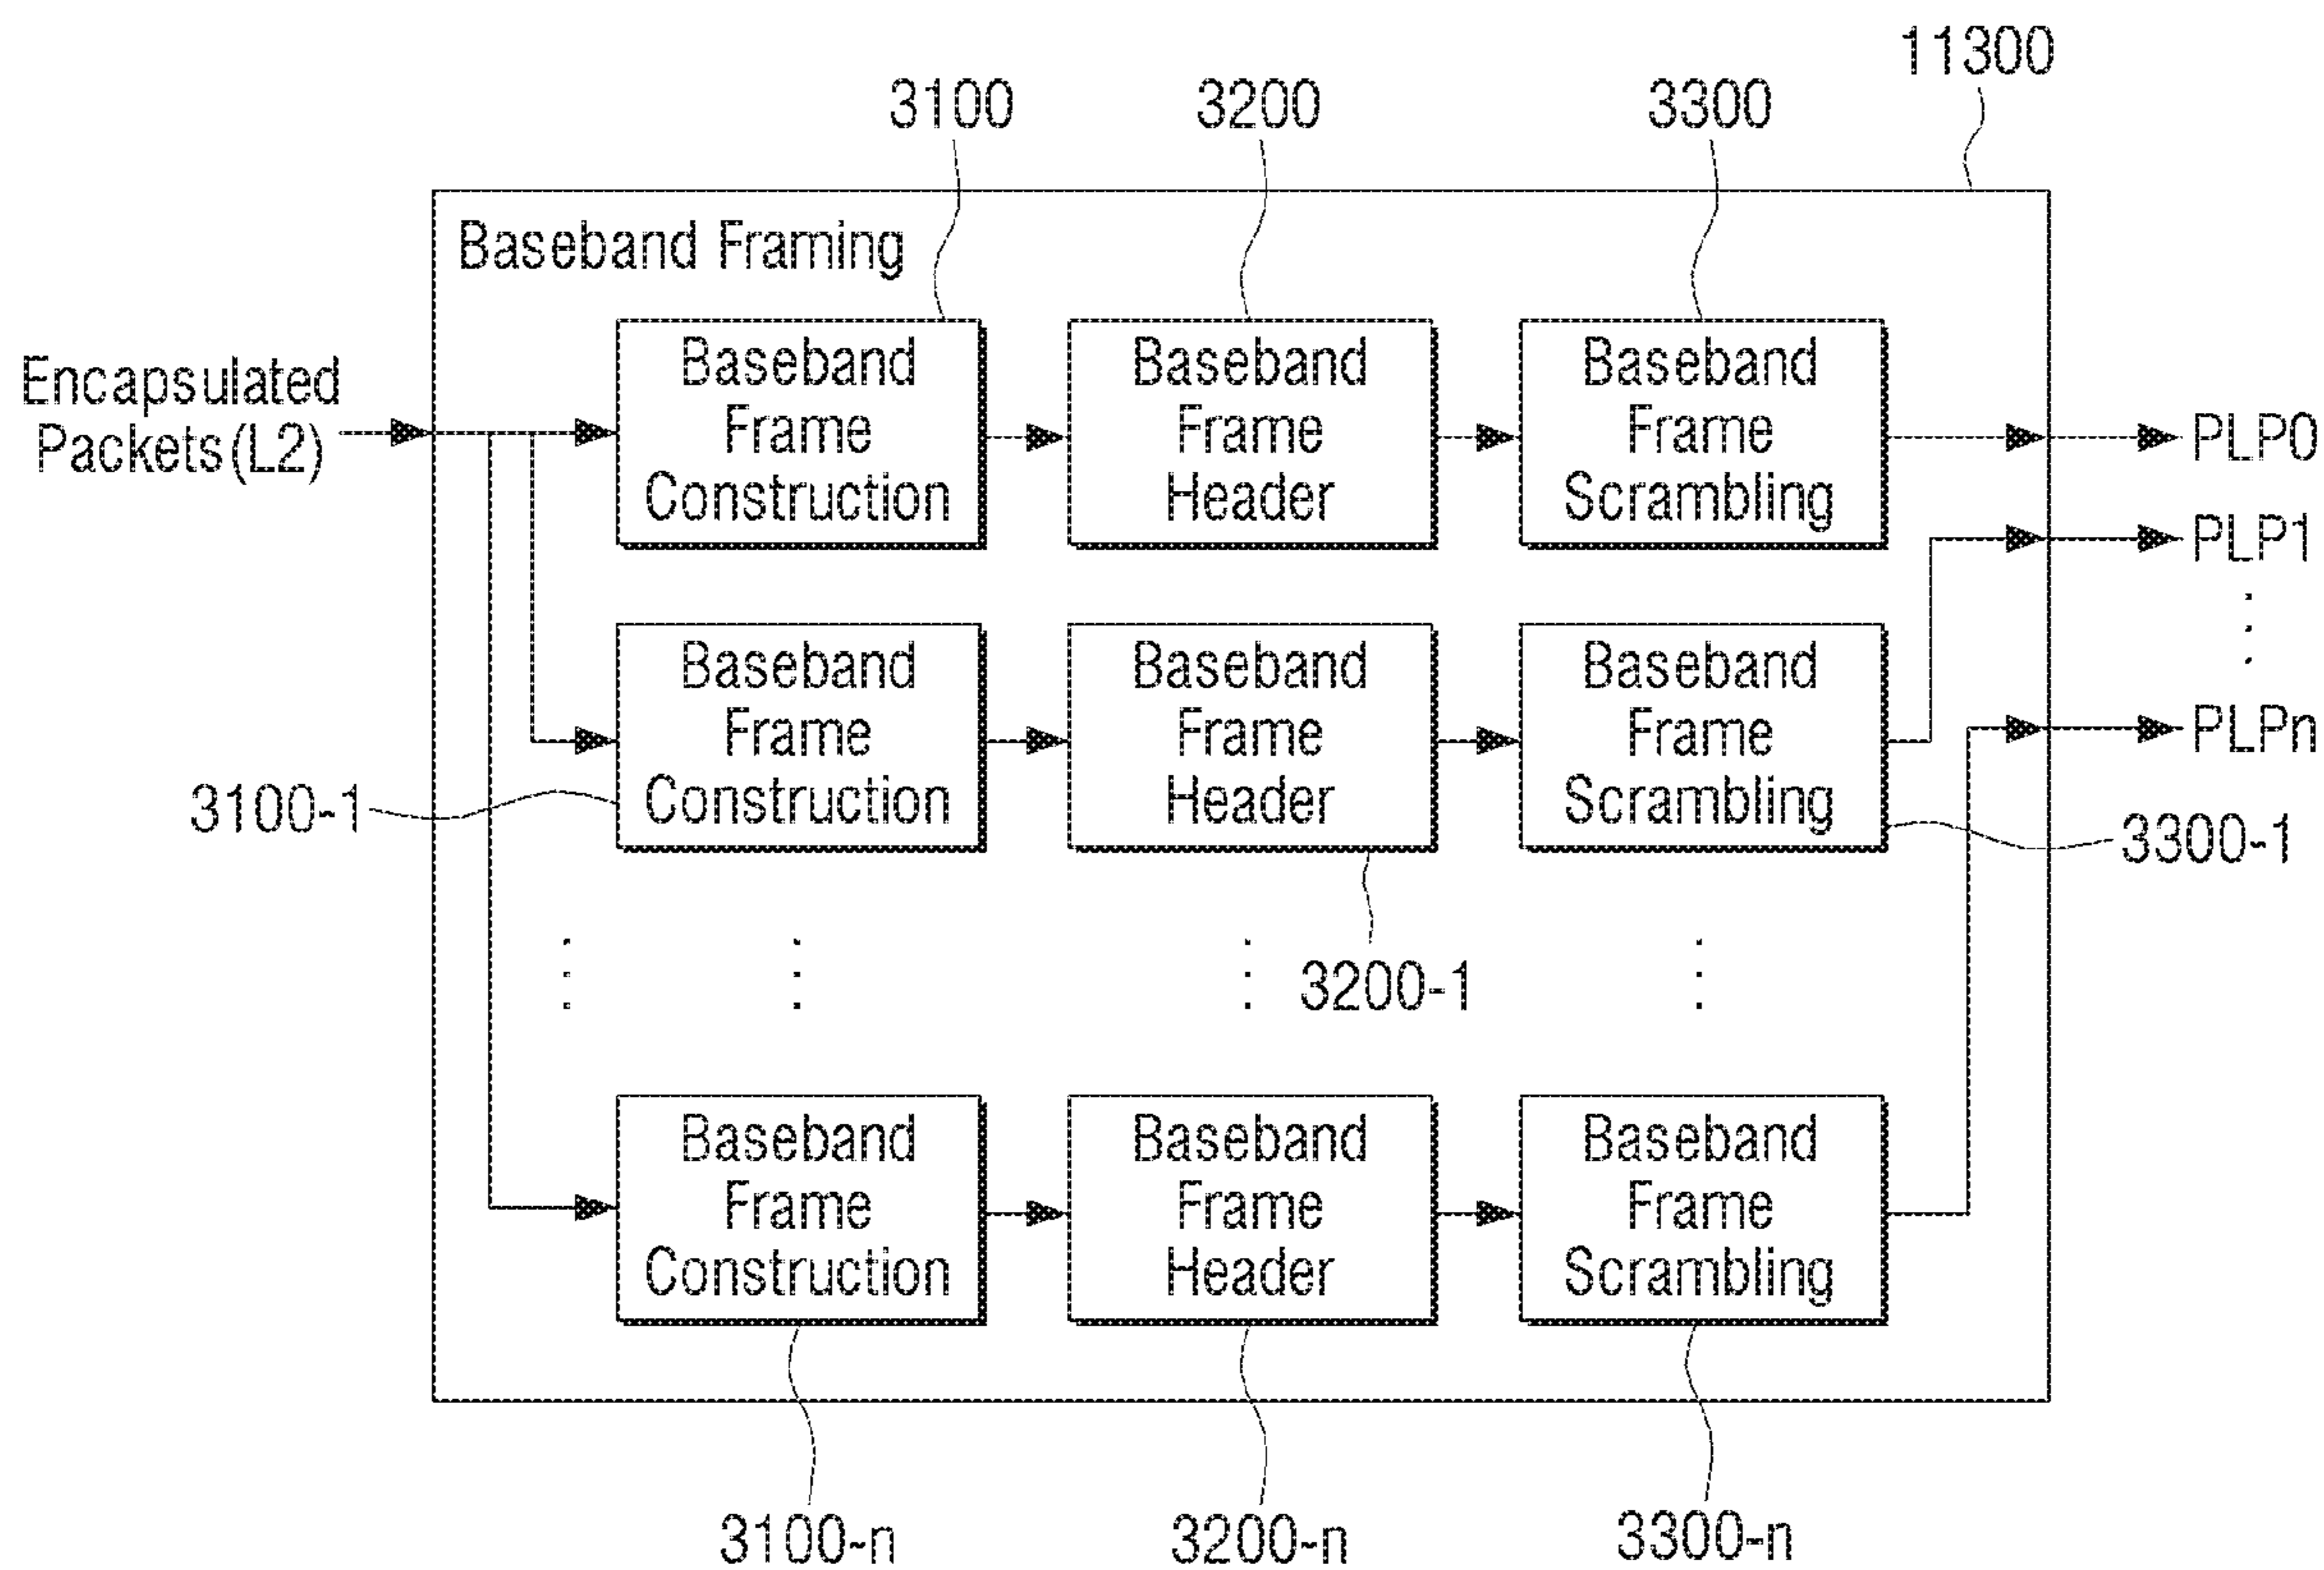 11300
3100
3200
3300
Baseband Framing
Encapsulated
Packets(L2)
Baseband
Frame
Construction
Baseband
Frame
Header
Baseband
Frame
Scrambling
PLP0
PLP1
PLPn
Baseband
Frame
Construction
Baseband
Frame
Header
Baseband
Frame
Scrambling
3100-1
3300-1
3200-1
Baseband
Frame
Construction
Baseband
Frame
Header
Baseband
Frame
Scrambling
3100-n
3200-n
3300-n